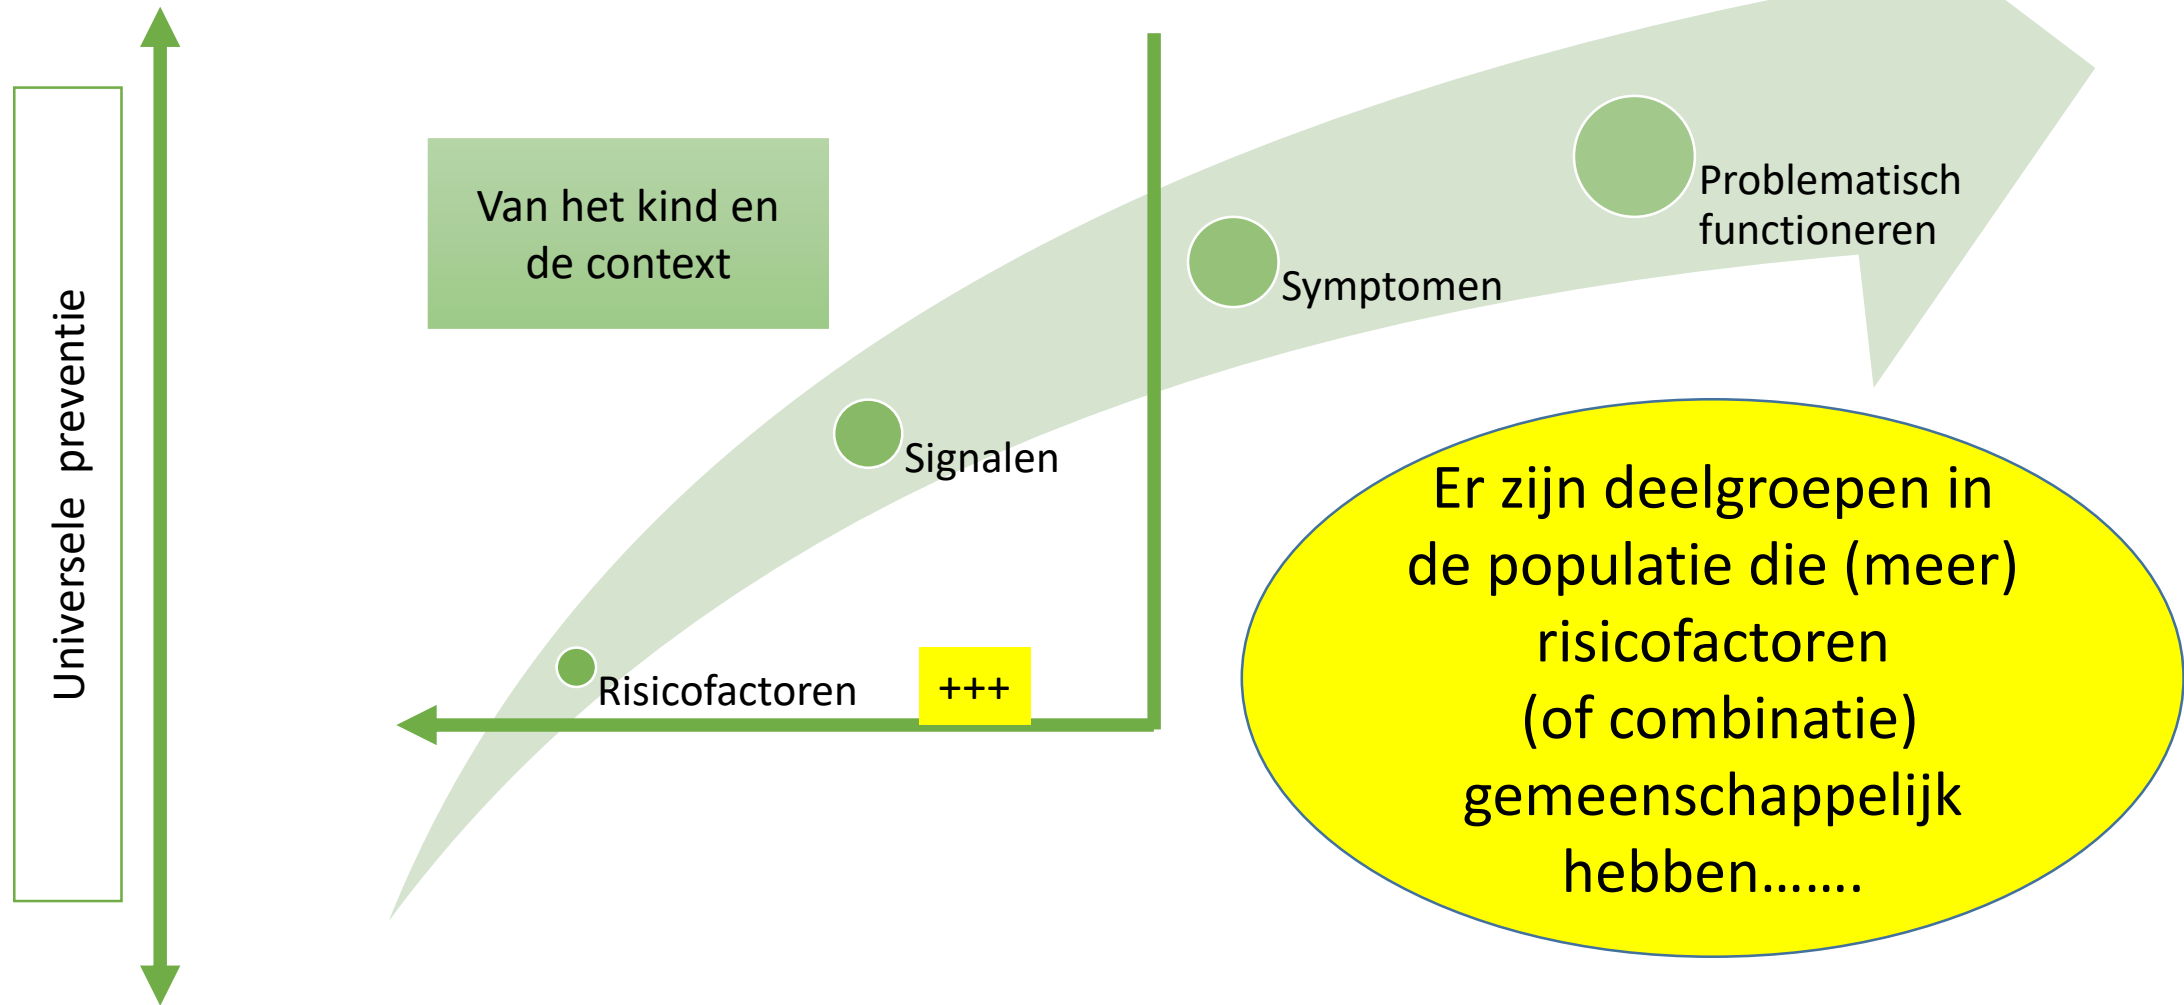 Universele preventie
Van het kind en
de context
Problematisch
functioneren
Symptomen
Signalen
Risicofactoren
+++
Er zijn deelgroepen in
de populatie die (meer)
risicofactoren
(of combinatie)
gemeenschappelijk
hebben.......